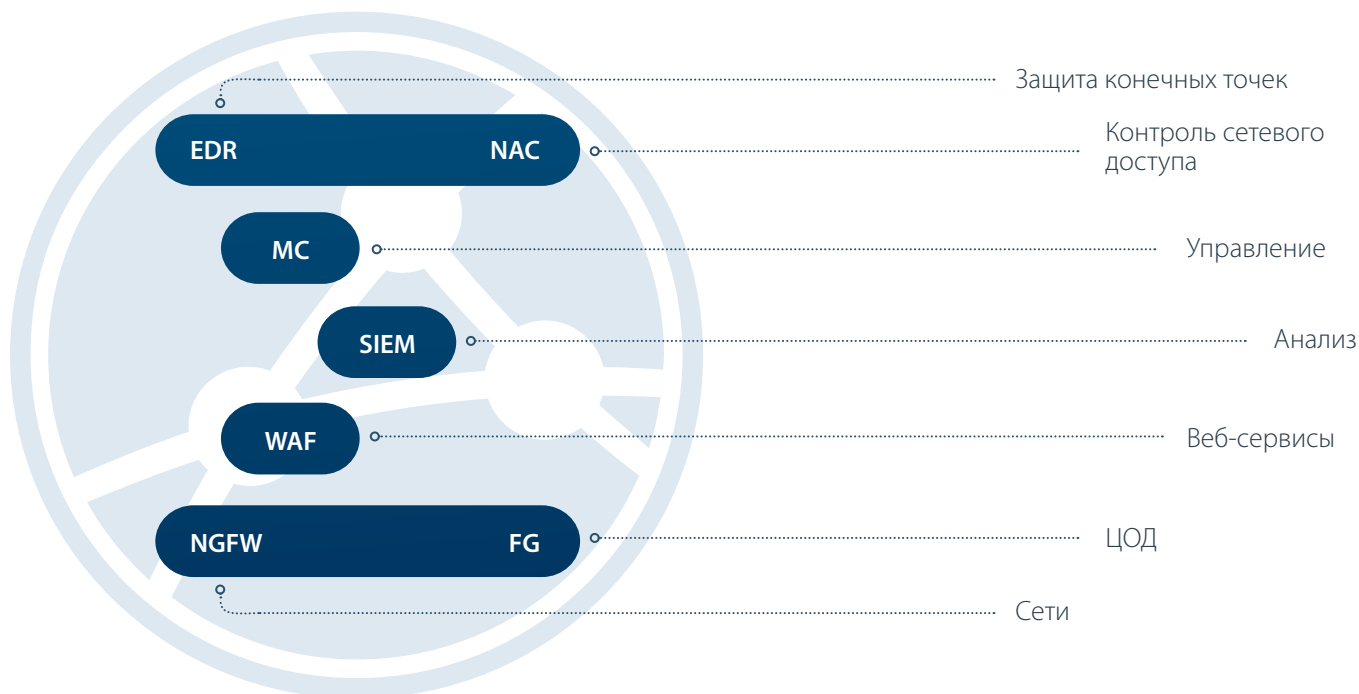 Защита конечных точек
EDR
NAC
Контроль сетевого
доступа
MC
Управление
SIEM
Анализ
WAF
Веб-сервисы
NGFW
FG
ЦОД
Сети